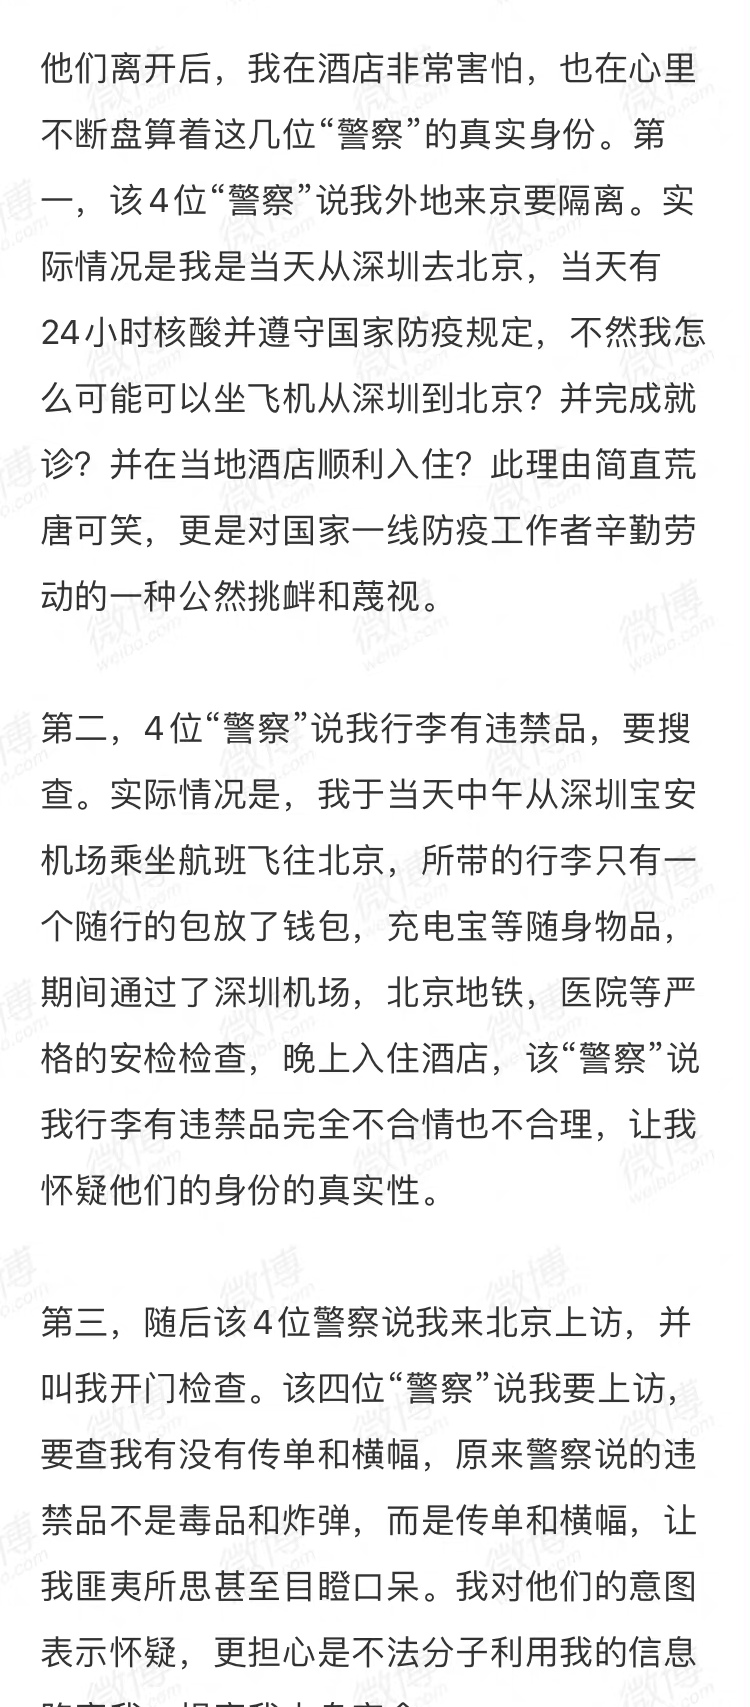 他们离开后，我在酒店非常害怕，也在心里
不断盘算着这几位“警察”的真实身份。第
一，该4位“警察”说我外地来京要隔离。实
际情况是我是当天从深圳去北京，当天有
24小时核酸并遵守国家防疫规定，不然我怎
么可能可以坐飞机从深圳到北京？并完成就
诊？并在当地酒店顺利入住？此理由简直荒
唐可笑，更是对国家一线防疫工作者辛勤劳
动的一种公然挑衅和蔑视。
第二，4位“警察”说我行李有违禁品，要搜
查。实际情况是，我于当天中午从深圳宝安
机场乘坐航班飞往北京，所带的行李只有一
个随行的包放了钱包，充电宝等随身物品，
期间通过了深圳机场，北京地铁，医院等严
格的安检检查，晚上入住酒店，该“警察”说
我行李有违禁品完全不合情也不合理，让我
怀疑他们的身份的真实性。
第三，随后该4位警察说我来北京上访，并
叫我开门检查。该四位“警察”说我要上访，
要查我有没有传单和横幅，原来警察说的违
禁品不是毒品和炸弹，而是传单和横幅，让
我匪夷所思甚至目瞪口呆。我对他们的意图
表示怀疑，更担心是不法分子利用我的信息